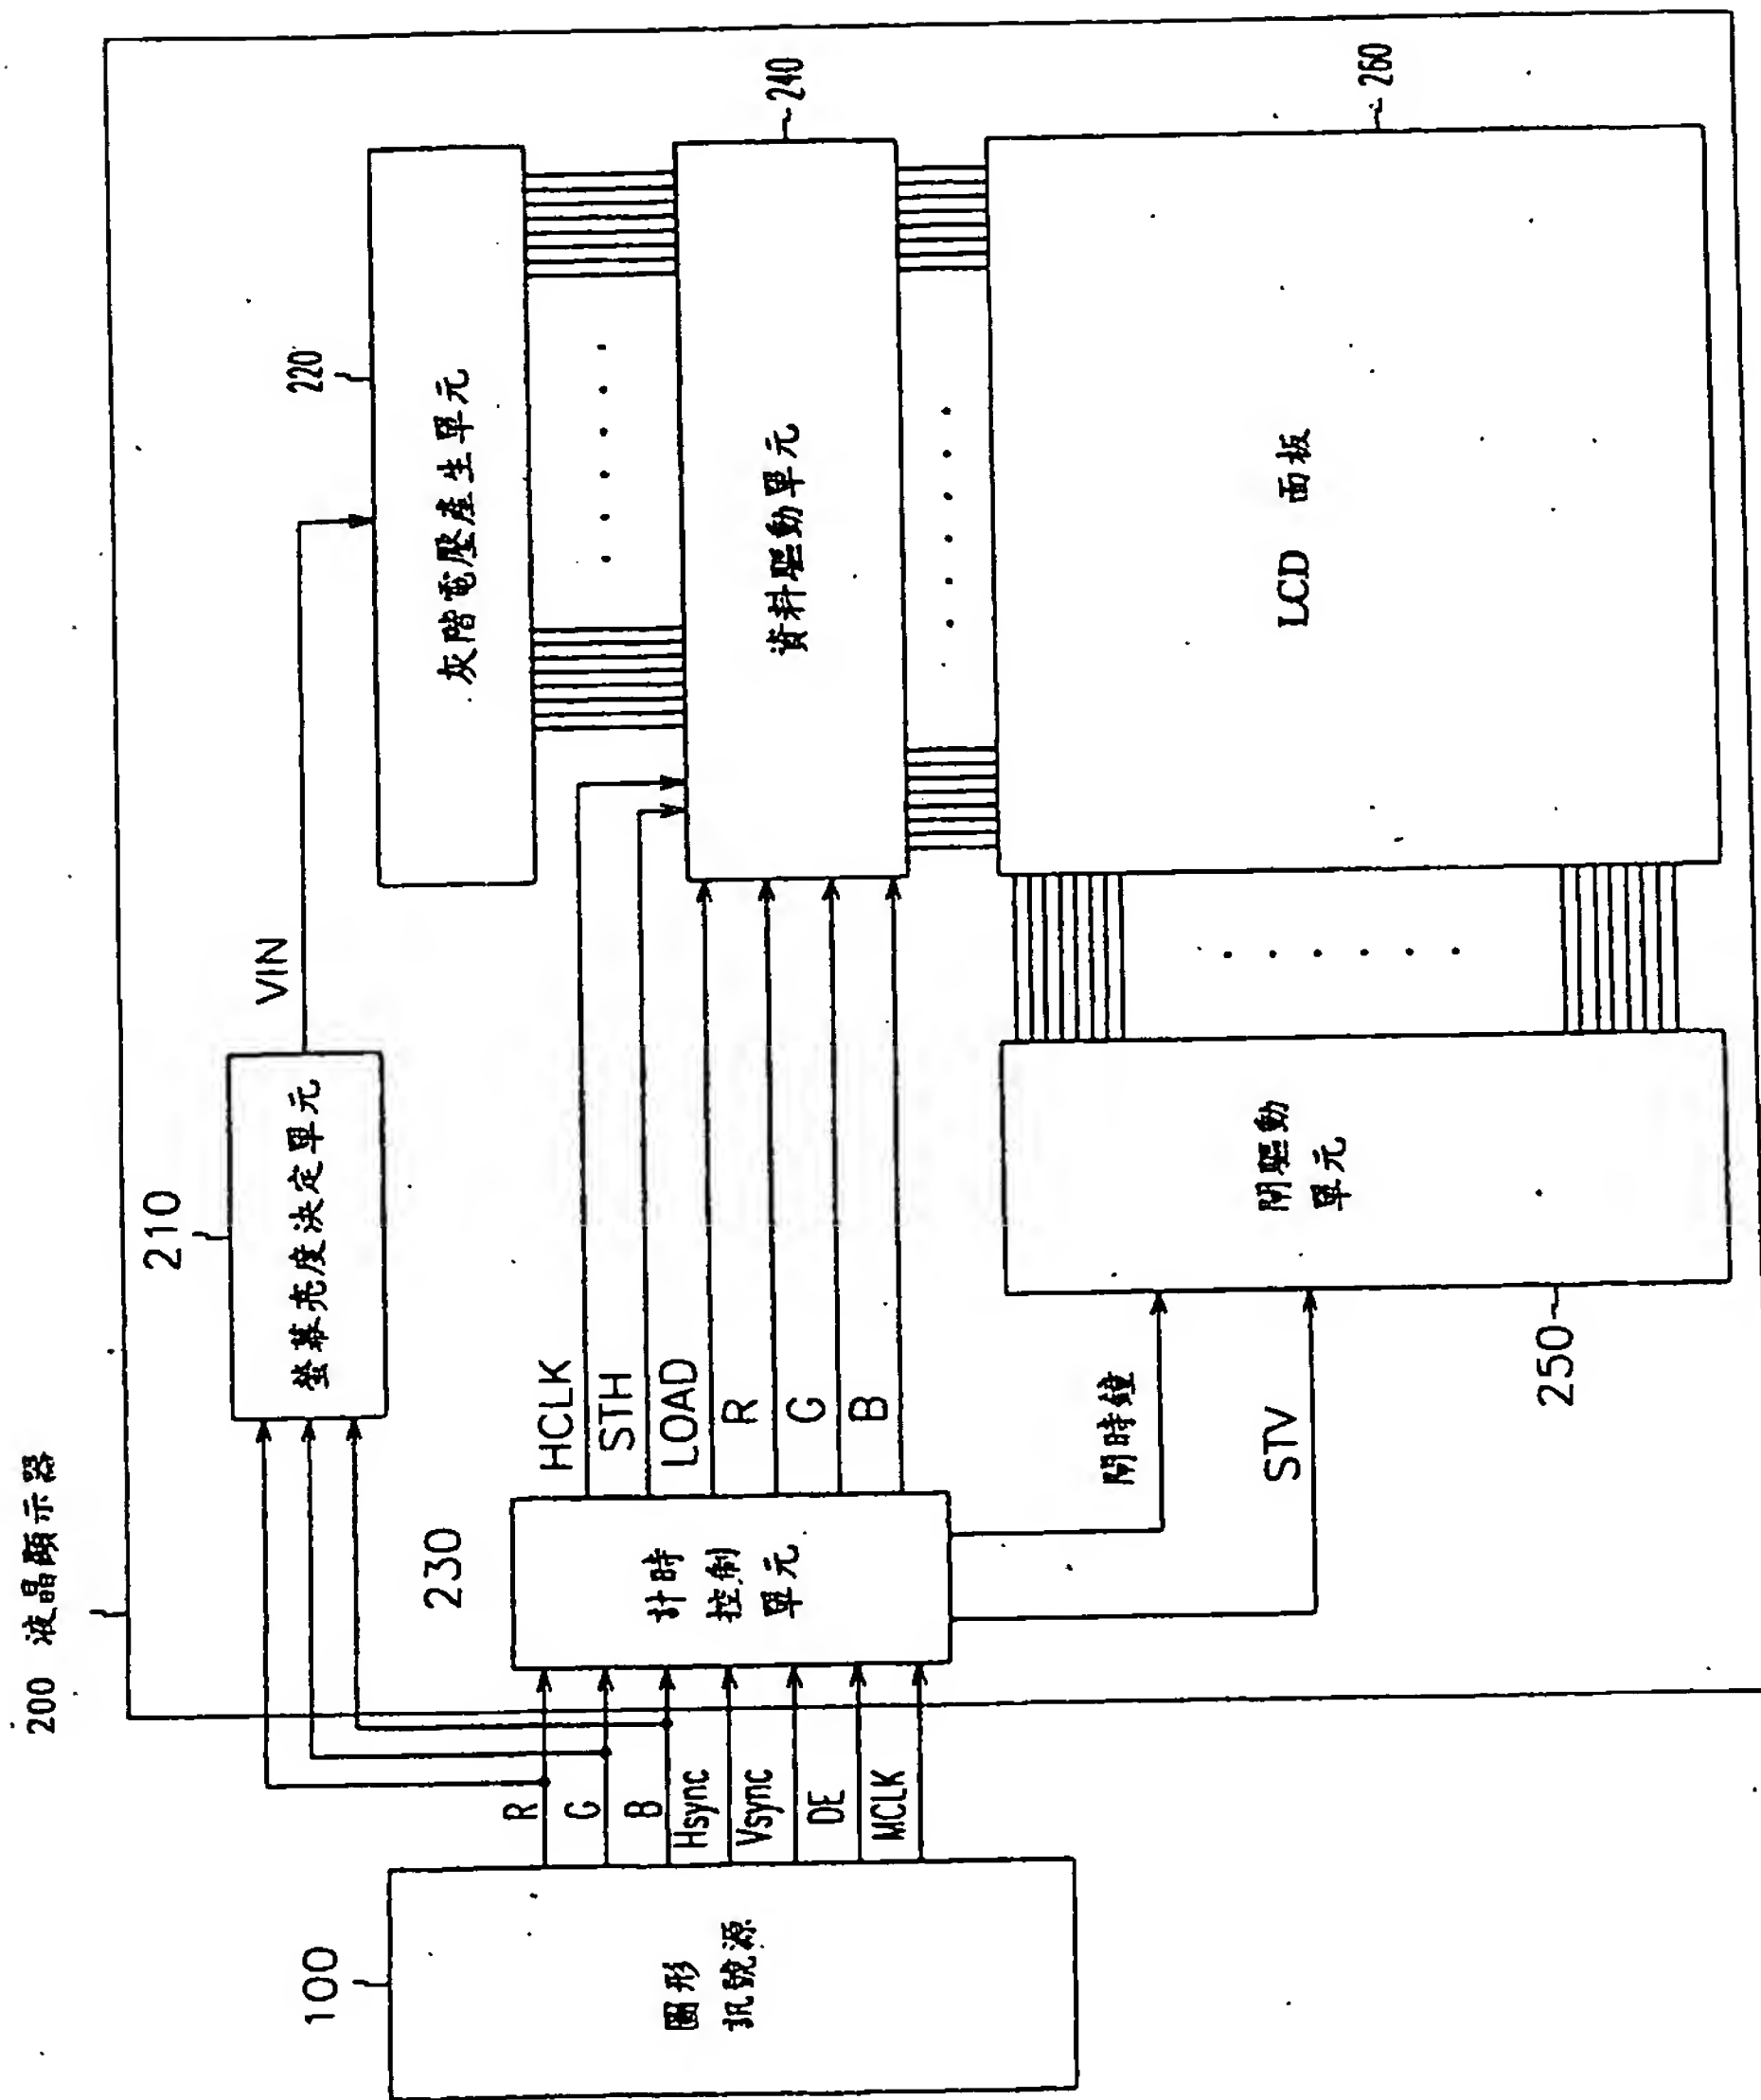 200 液晶顯示器
100
圖形
訊號源
R
G
B
Hsync
Vsync
DE
MCLK
230
計時
控制
單元
210
螢幕亮度決定單元
VIN
220
灰階電壓產生單元
HCLK
STH
LOAD
R
G
B
240
資料驅動單元
閘時鐘
STV
250
閘驅動
單元
260
LCD 面板